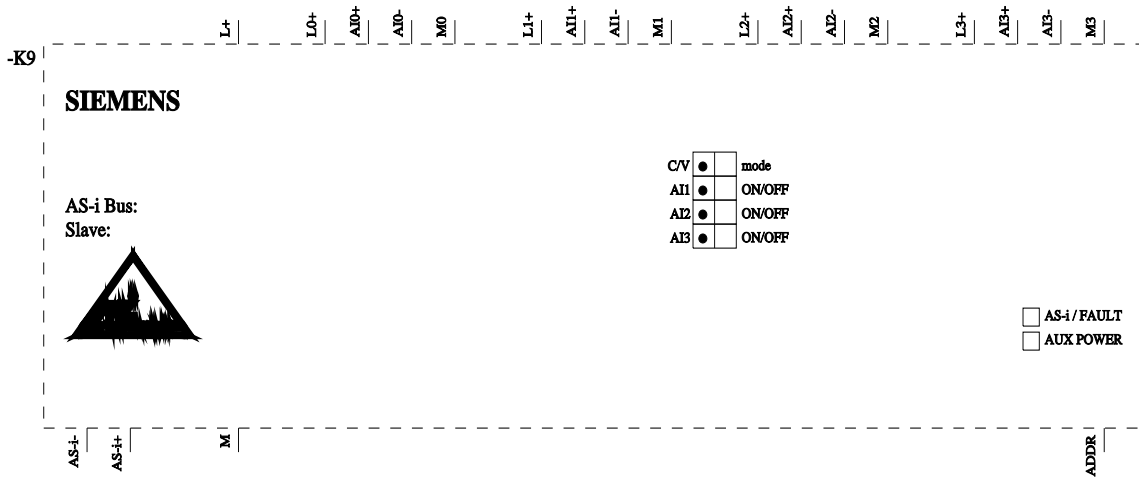 L+ L0+ AI0+ AI0- M0 L1+ AI1+ AI1- M1 L2+ AI2+ AI2- M2 L3+ AI3+ AI3- M3
-K9
SIEMENS
C/V mode
AI1 ON/OFF
AI2 ON/OFF
AI3 ON/OFF
AS-i Bus:
Slave:
AS-i / FAULT
AUX POWER
AS-i- AS-i+ M ADDR